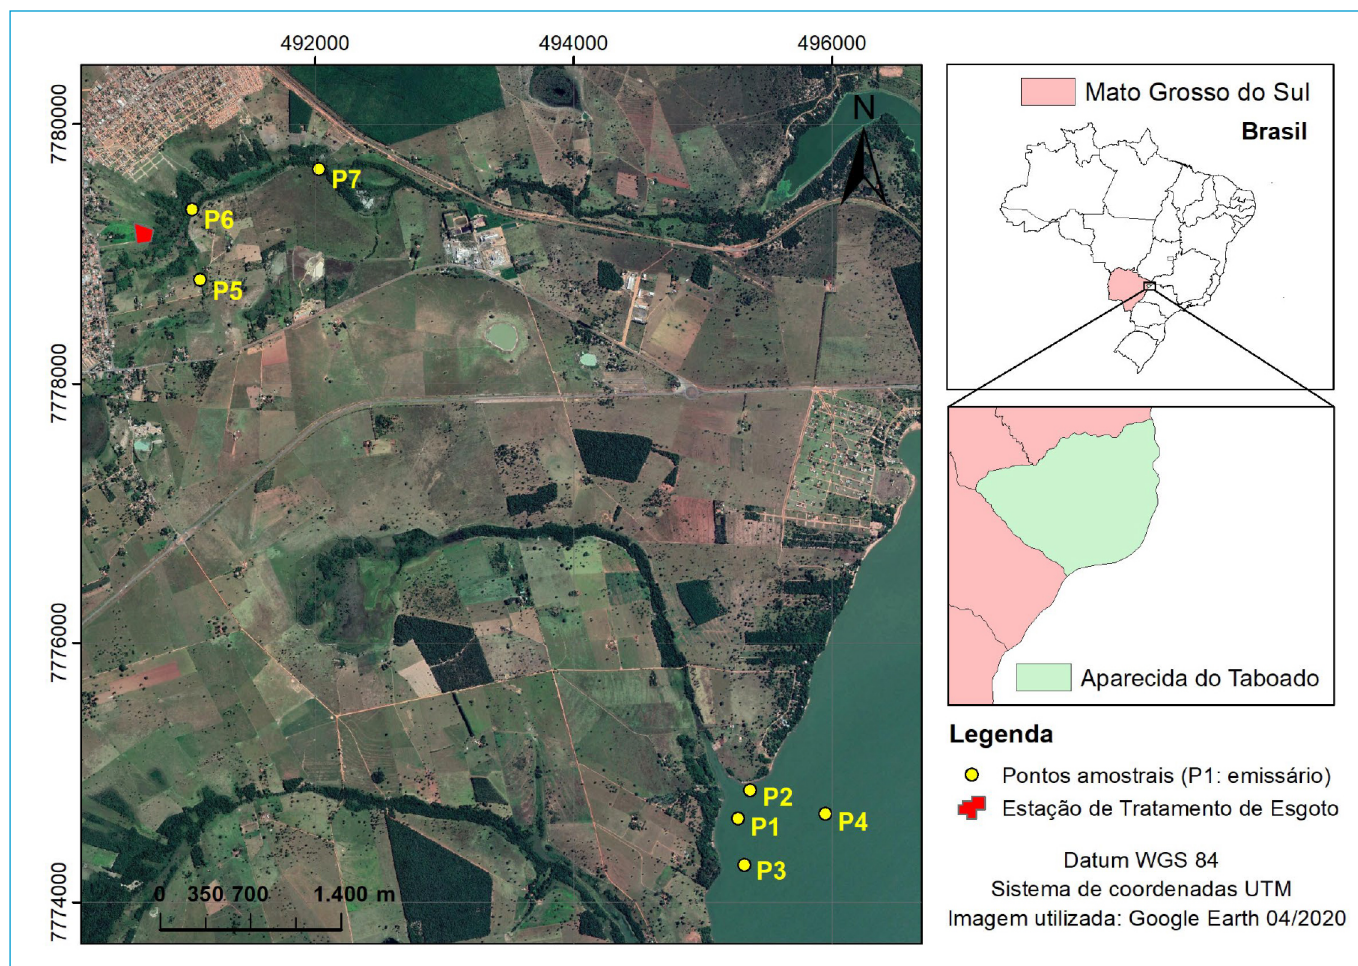 492000
494000
496000
7780000
7778000
7776000
7774000
N
P7
P6
P5
P2
P1
P4
P3
0 350 700 1.400 m
Mato Grosso do Sul
Brasil
Aparecida do Taboado
Legenda
Pontos amostrais (P1: emissário)
Estação de Tratamento de Esgoto
Datum WGS 84
Sistema de coordenadas UTM
Imagem utilizada: Google Earth 04/2020